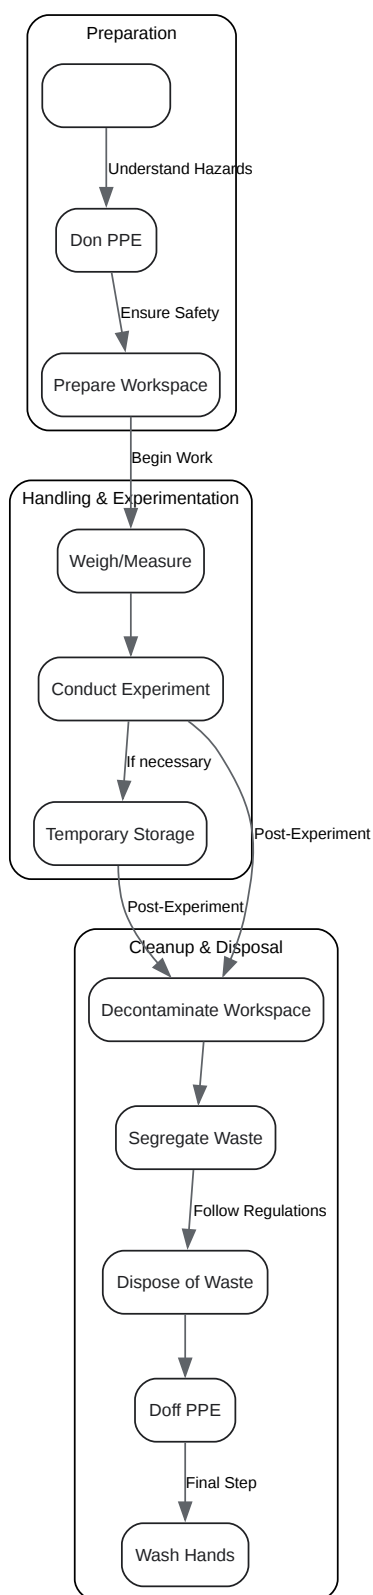 Preparation
Understand Hazards
Don PPE
Ensure Safety
Prepare Workspace
Begin Work
Handling & Experimentation
Weigh/Measure
Conduct Experiment
If necessary
Temporary Storage
Post-Experiment
Post-Experiment
Cleanup & Disposal
Decontaminate Workspace
Segregate Waste
Follow Regulations
Dispose of Waste
Doff PPE
Final Step
Wash Hands